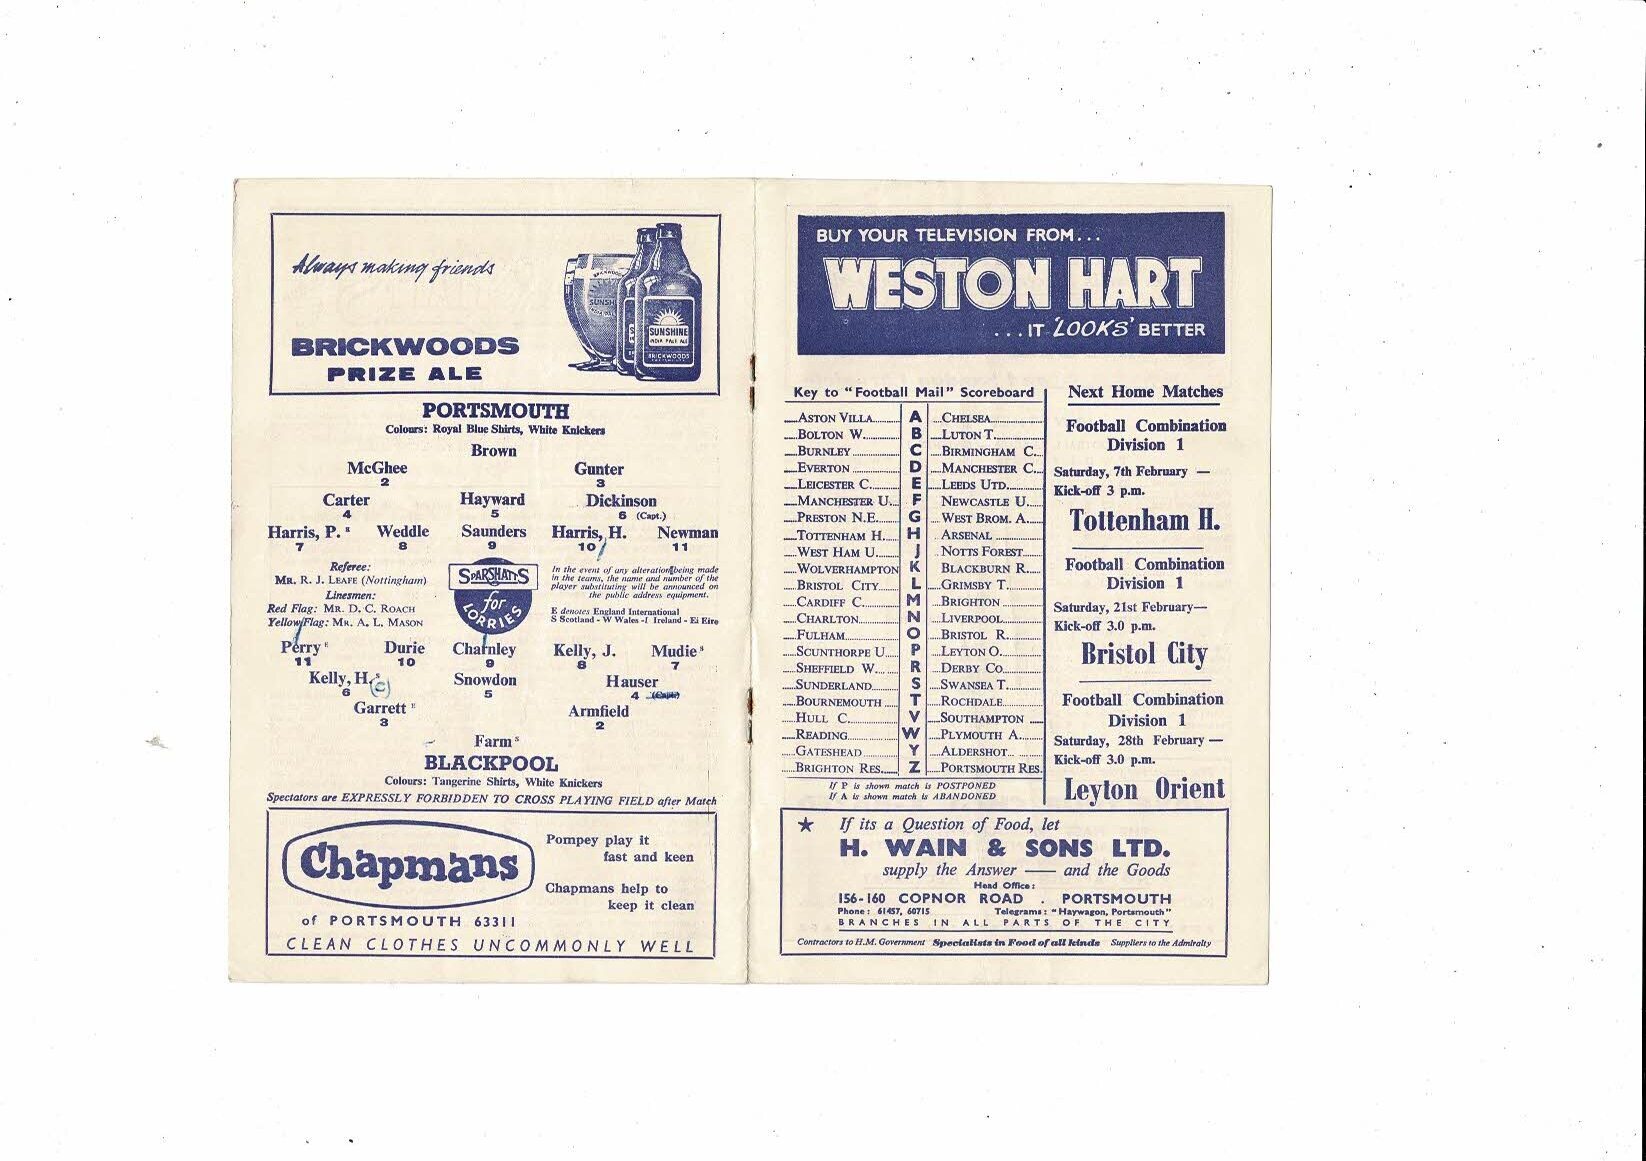 Always making friends
BRICKWOODS
PRIZE ALE
BRICKWOODS
SUNSHINE
INDIA PALE ALE
BRICKWOODS
PORTSMOUTH
Colours: Royal Blue Shirts, White Knickers
Brown
McGhee Gunter
2 3
Carter Hayward Dickinson
4 5 6 (Capt.)
Harris, P. E Weddle Saunders Harris, H. Newman
7 8 9 10 11
Referee:
MR. R. J. LEAFE (Nottingham)
Linesmen:
Red Flag: MR. D. C. ROACH
Yellow Flag: MR. A. L. MASON
SPARSHATTS
for
LORRIES
In the event of any alteration being made
in the teams, the name and number of the
player substituting will be announced on
the public address equipment.
E denotes England International
S Scotland - W Wales - I Ireland - Ei Eire
Perry E Durie Charnley Kelly, J. Mudie S
11 10 9 8 7
Kelly, H. S Snowdon Hauser
6 (C) 5 4 (Capt.)
Garrett E Armfield
3 2
Farm S
BLACKPOOL
Colours: Tangerine Shirts, White Knickers
Spectators are EXPRESSLY FORBIDDEN TO CROSS PLAYING FIELD after Match
Chapmans
of PORTSMOUTH 63311
Pompey play it
fast and keen
Chapmans help to
keep it clean
CLEAN CLOTHES UNCOMMONLY WELL
BUY YOUR TELEVISION FROM...
WESTON HART
...IT 'LOOKS' BETTER
Key to "Football Mail" Scoreboard
ASTON VILLA A CHELSEA
BOLTON W. B LUTON T.
BURNLEY C BIRMINGHAM C.
EVERTON D MANCHESTER C.
LEICESTER C. E LEEDS UTD.
MANCHESTER U. F NEWCASTLE U.
PRESTON N.E. G WEST BROM. A.
TOTTENHAM H. H ARSENAL
WEST HAM U. J NOTTS FOREST
WOLVERHAMPTON K BLACKBURN R.
BRISTOL CITY L GRIMSBY T.
CARDIFF C. M BRIGHTON
CHARLTON N LIVERPOOL
FULHAM O BRISTOL R.
SCUNTHORPE U. P LEYTON O.
SHEFFIELD W. R DERBY CO.
SUNDERLAND S SWANSEA T.
BOURNEMOUTH T ROCHDALE
HULL C. V SOUTHAMPTON
READING W PLYMOUTH A.
GATESHEAD Y ALDERSHOT
BRIGHTON RES. Z PORTSMOUTH RES.
If P is shown match is POSTPONED
If A is shown match is ABANDONED
Next Home Matches
Football Combination
Division 1
Saturday, 7th February —
Kick-off 3 p.m.
Tottenham H.
Football Combination
Division 1
Saturday, 21st February—
Kick-off 3.0 p.m.
Bristol City
Football Combination
Division 1
Saturday, 28th February —
Kick-off 3.0 p.m.
Leyton Orient
★ If its a Question of Food, let
H. WAIN & SONS LTD.
supply the Answer — and the Goods
Head Office:
156-160 COPNOR ROAD . PORTSMOUTH
Phone: 61457, 60715 Telegrams: "Haywagon, Portsmouth"
BRANCHES IN ALL PARTS OF THE CITY
Contractors to H.M. Government Specialists in Food of all kinds Suppliers to the Admiralty